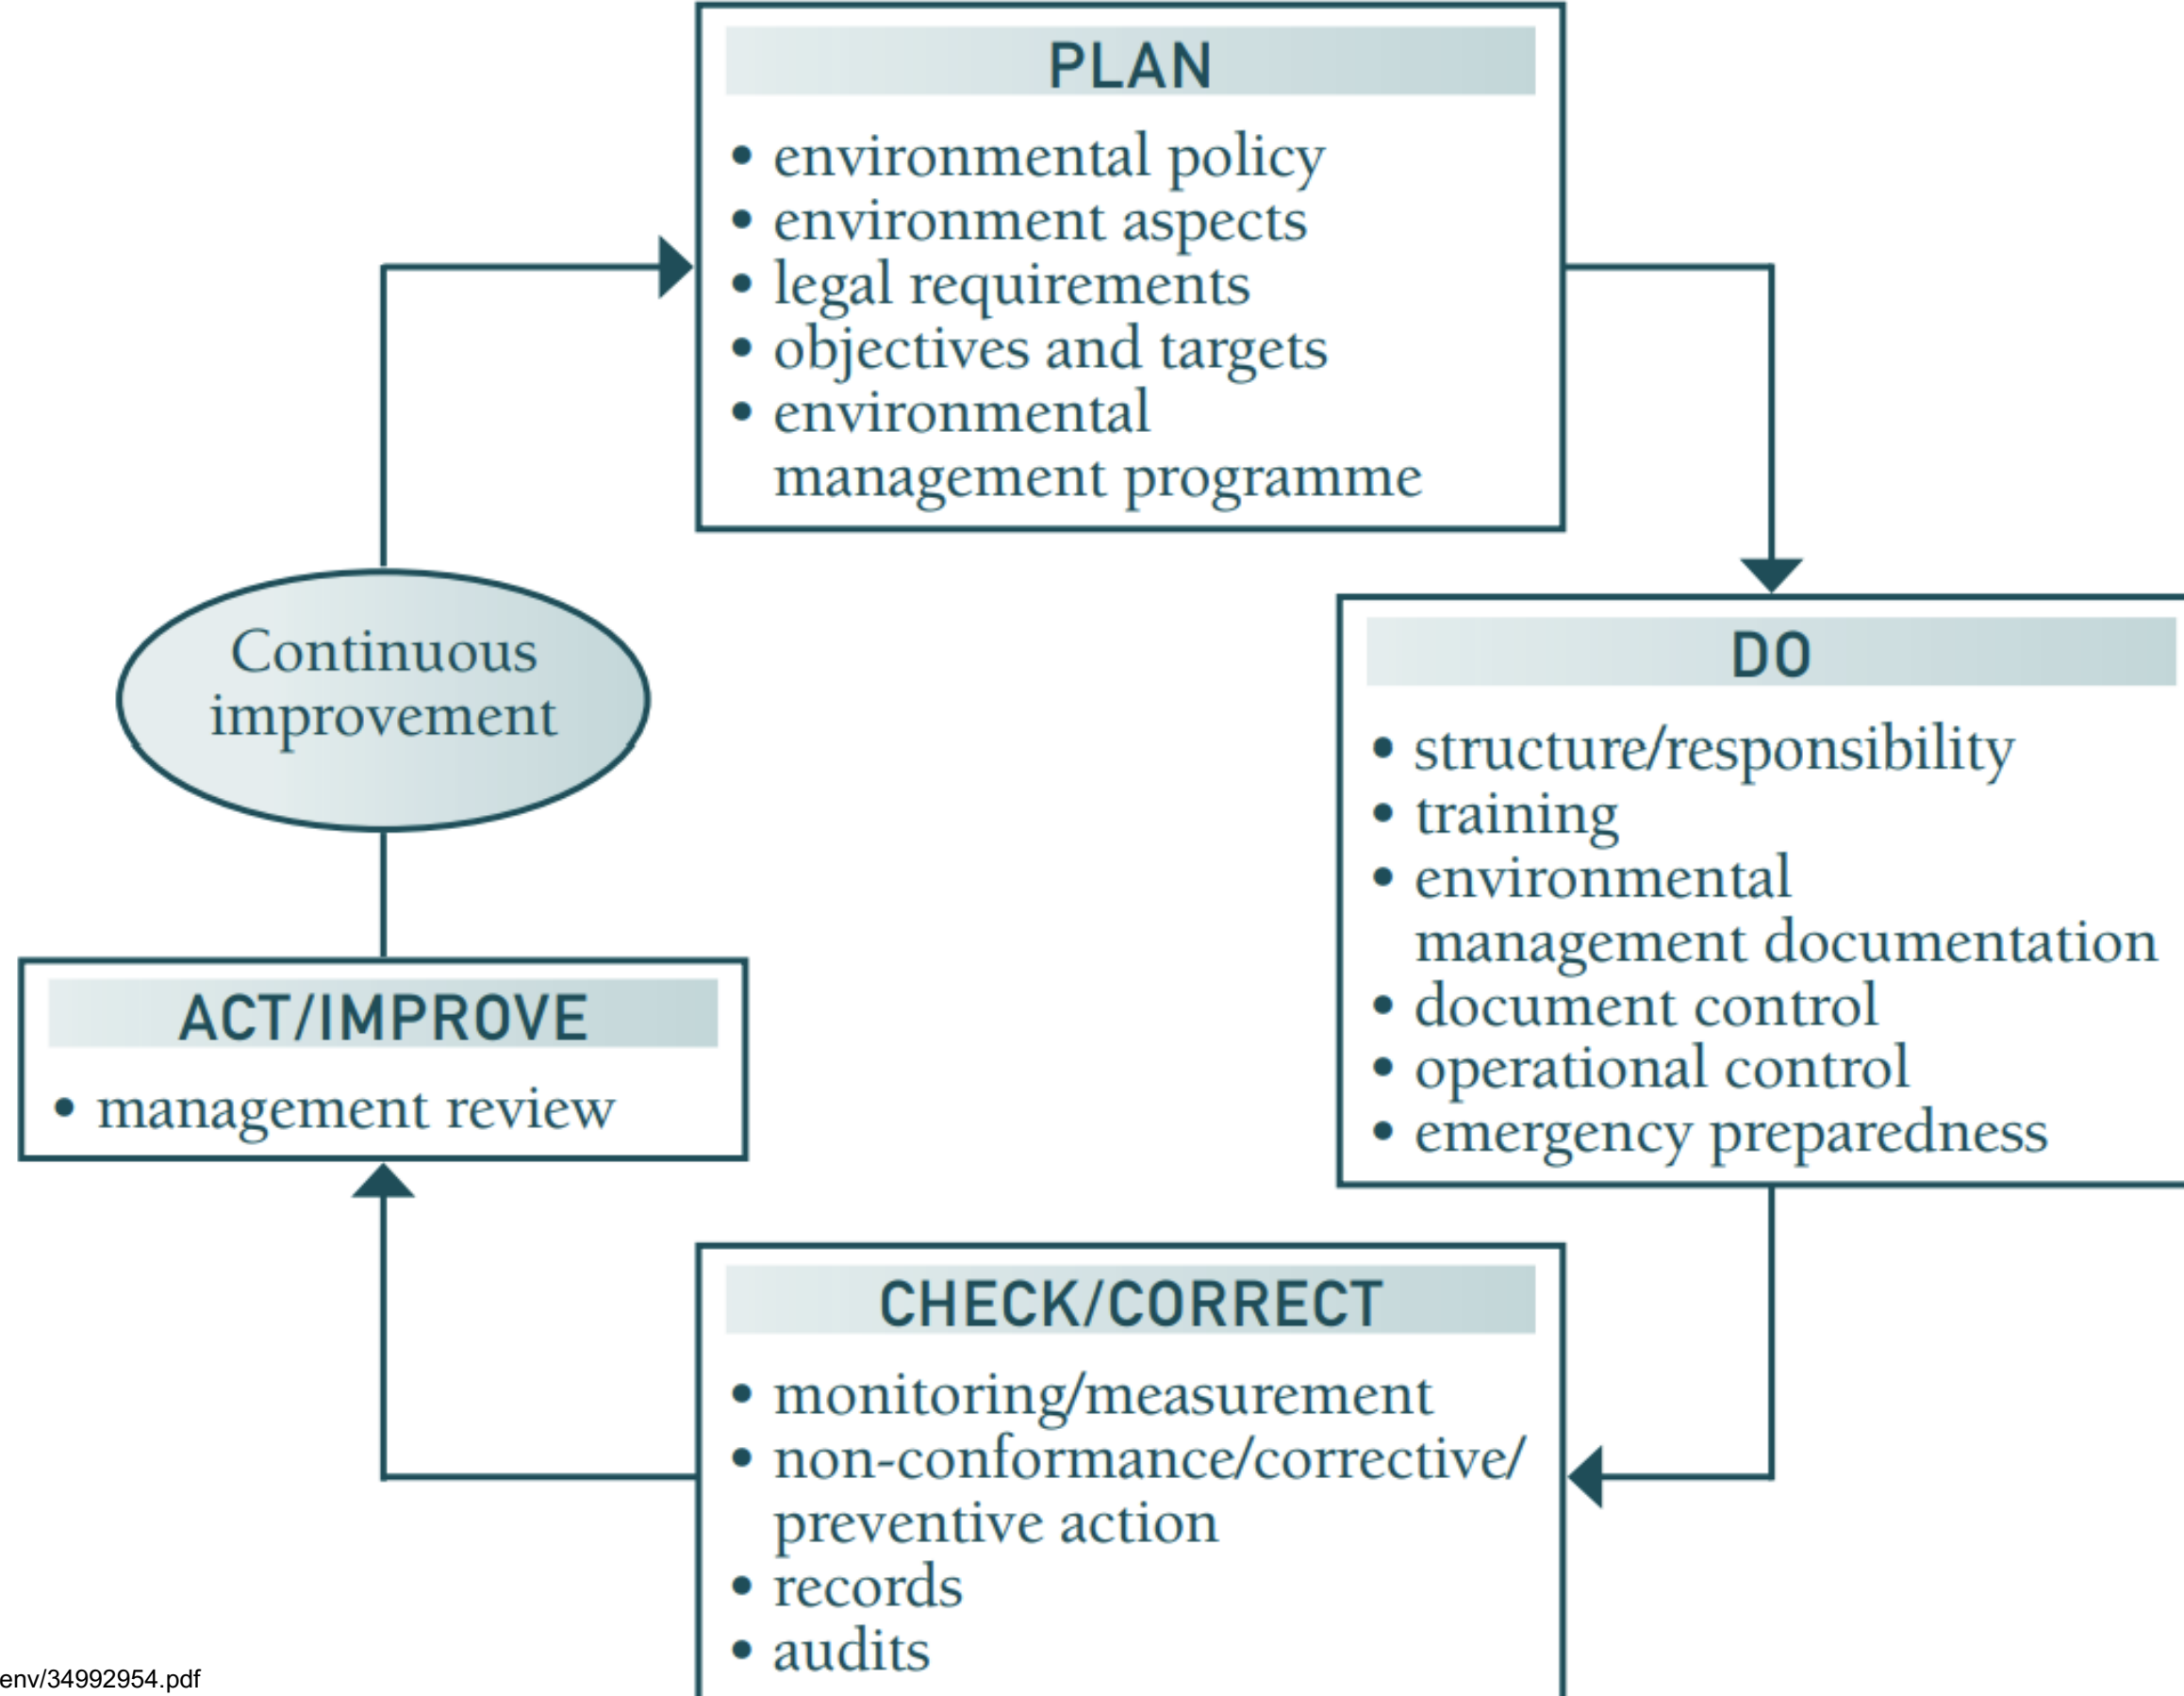 PLAN
• environmental policy
• environment aspects
• legal requirements
• objectives and targets
• environmental
management programme
Continuous
improvement
DO
• structure/responsibility
• training
• environmental
management documentation
• document control
• operational control
• emergency preparedness
ACT/IMPROVE
• management review
CHECK/CORRECT
• monitoring/measurement
• non-conformance/corrective/
preventive action
• records
• audits
env/34992954.pdf